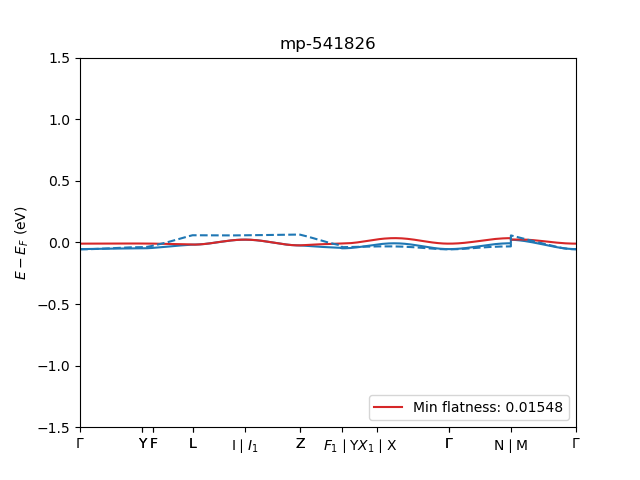 mp-541826
1.5
1.0
0.5
0.0
−0.5
−1.0
−1.5
E − E_F (eV)
Min flatness: 0.01548
Γ Y F L I | I₁ Z F₁ | Y X₁ | X Γ N | M Γ